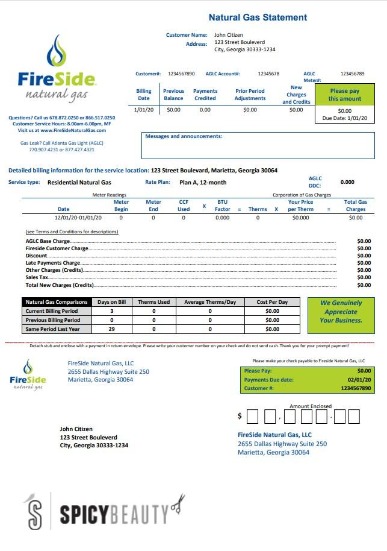 Natural Gas Statement
Customer Name: John Citizen
Address: 123 Street Bouleverd
City, Georgia 30333-1234
FireSide
natural gas
Customer#: 1234567890 AGLC Account#: 12345678 AGLC Meter#: 123456789
Billing Date Previous Balance Payments Credited Prior Period Adjustments New Charges and Credits Please pay this amount
1/01/20 $0.00 0.00 $0.00 $0.00 $0.00
Due Date: 1/01/20
Questions? Call us 678.872.0250 or 866.517.0250
Customer Service Hours: 8.00am-6.00pm, MF
Visit us at www.FireSideNaturalGas.com
Gas Leak? Call Atlanta Gas Light (AGLC)
770.907.4231 or 877.427.4321
Messages and announcements:
Detailed billing information for the service location: 123 Street Boulevard, Marietta, Georgia 30064
Service type: Residential Natural Gas Rate Plan: Plan A, 12-month AGLC DDC: 0.000
Meter Readings Corporation of Gas Charges
Date Meter Begin Meter End CCF Used X BTU Factor = Therms X Your Price per Therm = Total Gas Charges
12/01/20-01/01/20 0 0 0 0.000 0 $0.000 $0.00
(see Terms and Conditions for descriptions)
AGLC Base Charge $0.00
Fireside Customer Charge $0.00
Discount $0.00
Late Payments Charge $0.00
Other Charges (Credits) $0.00
Sales Tax $0.00
Total New Charges (Credits) $0.00
Natural Gas Comparisons Days on Bill Therms Used Average Therms/Day Cost Per Day
Current Billing Period 3 0 0 $0.00
Previous Billing Period 0 0 0 $0.00
Same Period Last Year 29 0 0 $0.00
We Genuinely
Appreciate
Your Business.
Detach stub and enclose with a payment in return envelope. Please write your customer number on your check and do not send cash. Thank you for your prompt payment!
FireSide
natural gas
FireSide Natural Gas, LLC
2655 Dallas Highway Suite 250
Marietta, Georgia 30064
Please make your check payable to Fireside Natural Gas, LLC
Please Pay: $0.00
Payments Due date: 02/01/20
Customer #: 1234567890
Amount Enclosed
$ , .
John Citizen
123 Street Bouleverd
City, Georgia 30333-1234
FireSide Natural Gas, LLC
2655 Dallas Highway Suite 250
Marietta, Georgia 30064
SPICYBEAUTY